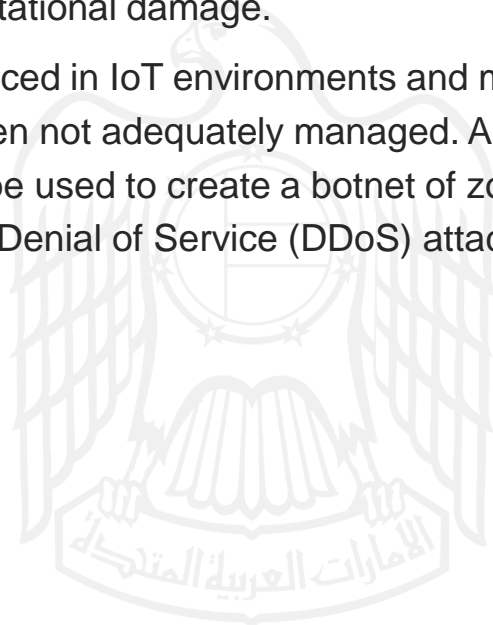 tational damage.
ced in IoT environments and m
en not adequately managed. A
be used to create a botnet of zo
Denial of Service (DDoS) attac
الإمارات العربية المتحدة